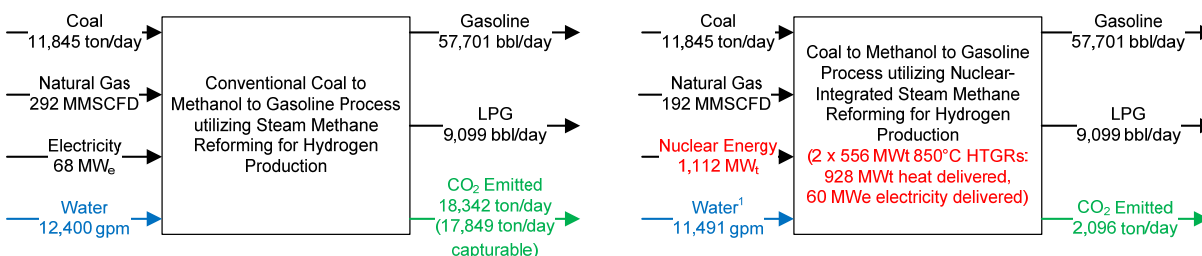 Coal
11,845 ton/day
Natural Gas
292 MMSCFD
Electricity
68 MWe
Water
12,400 gpm
Conventional Coal to
Methanol to Gasoline Process
utilizing Steam Methane
Reforming for Hydrogen
Production
Gasoline
57,701 bbl/day
LPG
9,099 bbl/day
CO2 Emitted
18,342 ton/day
(17,849 ton/day
capturable)
Coal
11,845 ton/day
Natural Gas
192 MMSCFD
Nuclear Energy
1,112 MWt
Water1
11,491 gpm
Coal to Methanol to Gasoline
Process utilizing Nuclear-
Integrated Steam Methane
Reforming for Hydrogen
Production
(2 x 556 MWt 850°C HTGRs:
928 MWt heat delivered,
60 MWe electricity delivered)
Gasoline
57,701 bbl/day
LPG
9,099 bbl/day
CO2 Emitted
2,096 ton/day